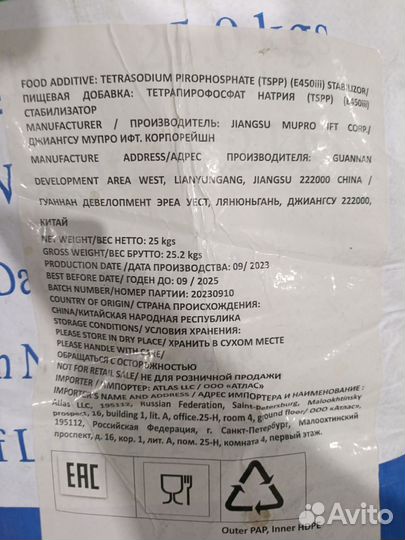 5.0 kgs
FOOD ADDITIVE: TETRASODIUM PIROPHOSPHATE (TSPP) (E450iii) STABILIZOR/
ПИЩЕВАЯ ДОБАВКА: ТЕТРАПИРОФОСФАТ НАТРИЯ (TSPP) (E450iii)
СТАБИЛИЗАТОР
MANUFACTURER / ПРОИЗВОДИТЕЛЬ: JIANGSU MUPRO IFT CORP./
ДЖИАНГСУ МУПРО ИФТ. КОРПОРЕЙШН
MANUFACTURE ADDRESS/АДРЕС ПРОИЗВОДИТЕЛЯ: GUANNAN
DEVELOPMENT AREA WEST, LIANYUNGANG, JIANGSU 222000 CHINA /
ГУАННАН ДЕВЕЛОПМЕНТ ЭРЕА УЕСТ, ЛЯНЮНЬГАНЬ, ДЖИАНГСУ 222000,
КИТАЙ
NET WEIGHT/ВЕС НЕТТО: 25 kgs
GROSS WEIGHT/ВЕС БРУТТО: 25.2 kgs
PRODUCTION DATE /ДАТА ПРОИЗВОДСТВА: 09/ 2023
BEST BEFORE DATE/ ГОДЕН ДО: 09 / 2025
BATCH NUMBER/НОМЕР ПАРТИИ: 20230910
COUNTRY OF ORIGIN/ СТРАНА ПРОИСХОЖДЕНИЯ:
CHINA/КИТАЙСКАЯ НАРОДНАЯ РЕСПУБЛИКА
STORAGE CONDITIONS/ УСЛОВИЯ ХРАНЕНИЯ:
PLEASE STORE IN DRY PLACE/ ХРАНИТЬ В СУХОМ МЕСТЕ
PLEASE HANDLE WITH CARE/
ОБРАЩАТЬСЯ С ОСТОРОЖНОСТЬЮ
NOT FOR RETAIL SALE/ НЕ ДЛЯ РОЗНИЧНОЙ ПРОДАЖИ
IMPORTER / ИМПОРТЕР: ATLAS LLC / ООО «АТЛАС»
IMPORTER'S NAME AND ADDRESS / АДРЕС ИМПОРТЕРА И НАИМЕНОВАНИЕ :
Atlas LLC, 195112, Russian Federation, Saint-Petersburg, Malookhtinsky
prospect, 16, building 1, lit. A, office.25-H, room 4, ground floor/ ООО «Атлас»,
195112, Российская Федерация, г. Санкт-Петербург, Малоохтинский
проспект, д. 16, кор. 1, лит. А, пом. 25-Н, комната 4, первый этаж.
EAC
Outer PAP, Inner HDPE
Avito